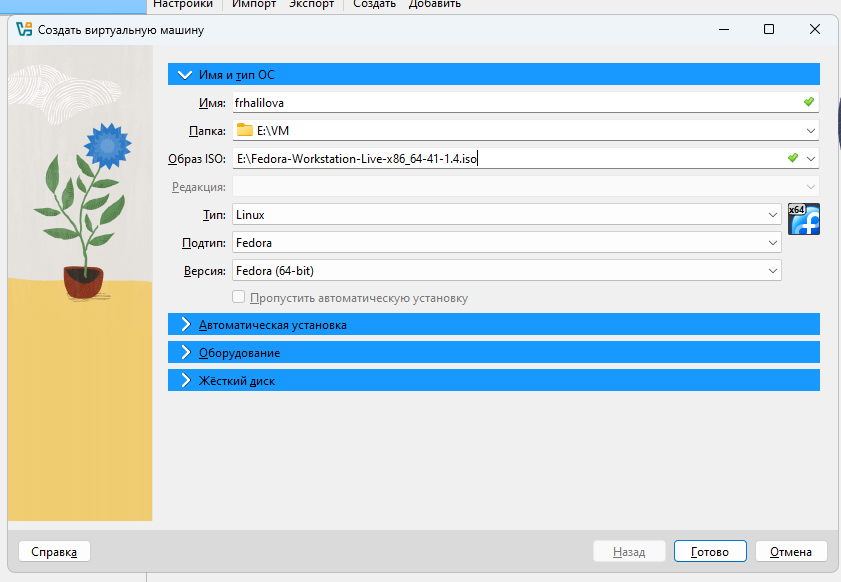 Настройки Импорт Экспорт Создать Добавить
Создать виртуальную машину
Имя и тип ОС
Имя: frhalilova
Папка: E:\VM
Образ ISO: E:\Fedora-Workstation-Live-x86_64-41-1.4.iso
Редакция:
Тип: Linux
x64
Подтип: Fedora
Версия: Fedora (64-bit)
Пропустить автоматическую установку
Автоматическая установка
Оборудование
Жёсткий диск
Справка Назад Готово Отмена